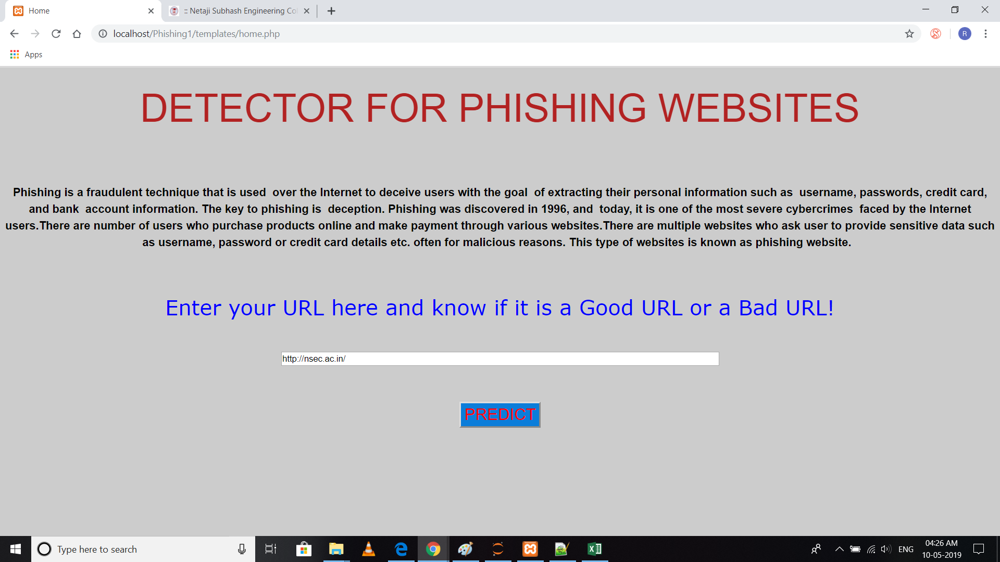 Home
:: Netaji Subhash Engineering Co
localhost/Phishing1/templates/home.php
R
Apps
DETECTOR FOR PHISHING WEBSITES
Phishing is a fraudulent technique that is used  over the Internet to deceive users with the goal  of extracting their personal information such as  username, passwords, credit card,
and bank  account information. The key to phishing is  deception. Phishing was discovered in 1996, and  today, it is one of the most severe cybercrimes  faced by the Internet
users.There are number of users who purchase products online and make payment through various websites.There are multiple websites who ask user to provide sensitive data such
as username, password or credit card details etc. often for malicious reasons. This type of websites is known as phishing website.
Enter your URL here and know if it is a Good URL or a Bad URL!
http://nsec.ac.in/
PREDICT
Type here to search
ENG
04:26 AM
10-05-2019